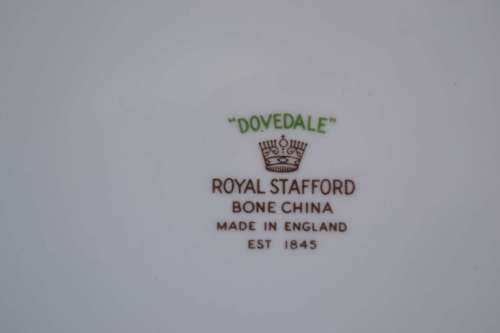 "DOVEDALE"
ROYAL STAFFORD
BONE CHINA
MADE IN ENGLAND
EST 1845